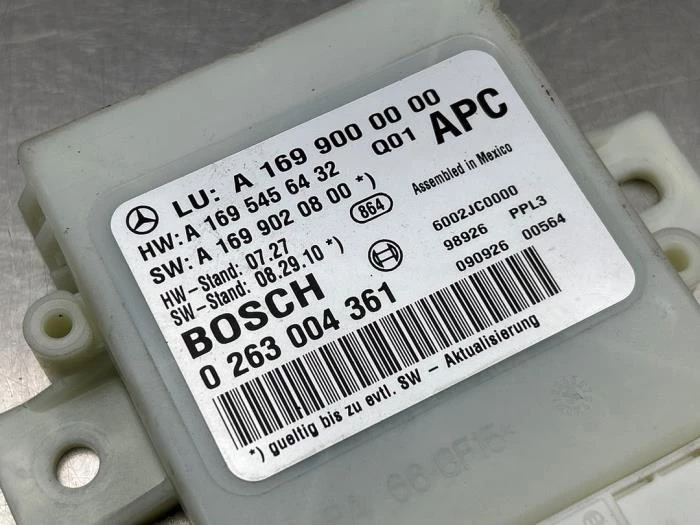 LU: A 169 900 00 00
HW: A 169 545 64 32 Q01 APC
SW: A 169 902 08 00 *)
HW-Stand: 07.27 864 Assembled in Mexico
SW-Stand: 08.29.10 *)
BOSCH 6002JC0000
0 263 004 361 98926 PPL3
090926 00564
*) gueltig bis zu evtl. SW - Aktualisierung
66 GF15